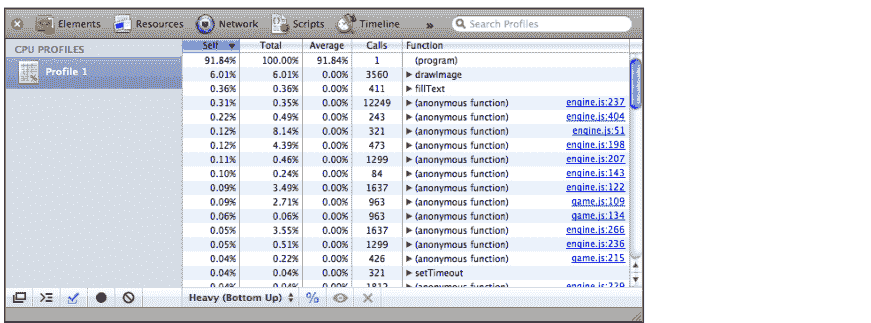 Elements Resources Network Scripts Timeline » Search Profiles
CPU PROFILES
Profile 1
Self Total Average Calls Function
91.84% 100.00% 91.84% 1 (program)
6.01% 6.01% 0.00% 3560 drawImage
0.36% 0.36% 0.00% 411 fillText
0.31% 0.35% 0.00% 12249 (anonymous function) engine.js:237
0.22% 0.49% 0.00% 243 (anonymous function) engine.js:404
0.12% 8.14% 0.00% 321 (anonymous function) engine.js:51
0.12% 4.39% 0.00% 473 (anonymous function) engine.js:198
0.11% 0.46% 0.00% 1299 (anonymous function) engine.js:207
0.10% 0.24% 0.00% 84 (anonymous function) engine.js:143
0.09% 3.49% 0.00% 1637 (anonymous function) engine.js:122
0.09% 2.71% 0.00% 963 (anonymous function) game.js:109
0.06% 0.06% 0.00% 963 (anonymous function) game.js:134
0.05% 3.55% 0.00% 1637 (anonymous function) engine.js:266
0.05% 0.51% 0.00% 1299 (anonymous function) engine.js:236
0.04% 0.22% 0.00% 426 (anonymous function) game.js:215
0.04% 0.04% 0.00% 321 setTimeout
(anonymous function)
Heavy (Bottom Up) %